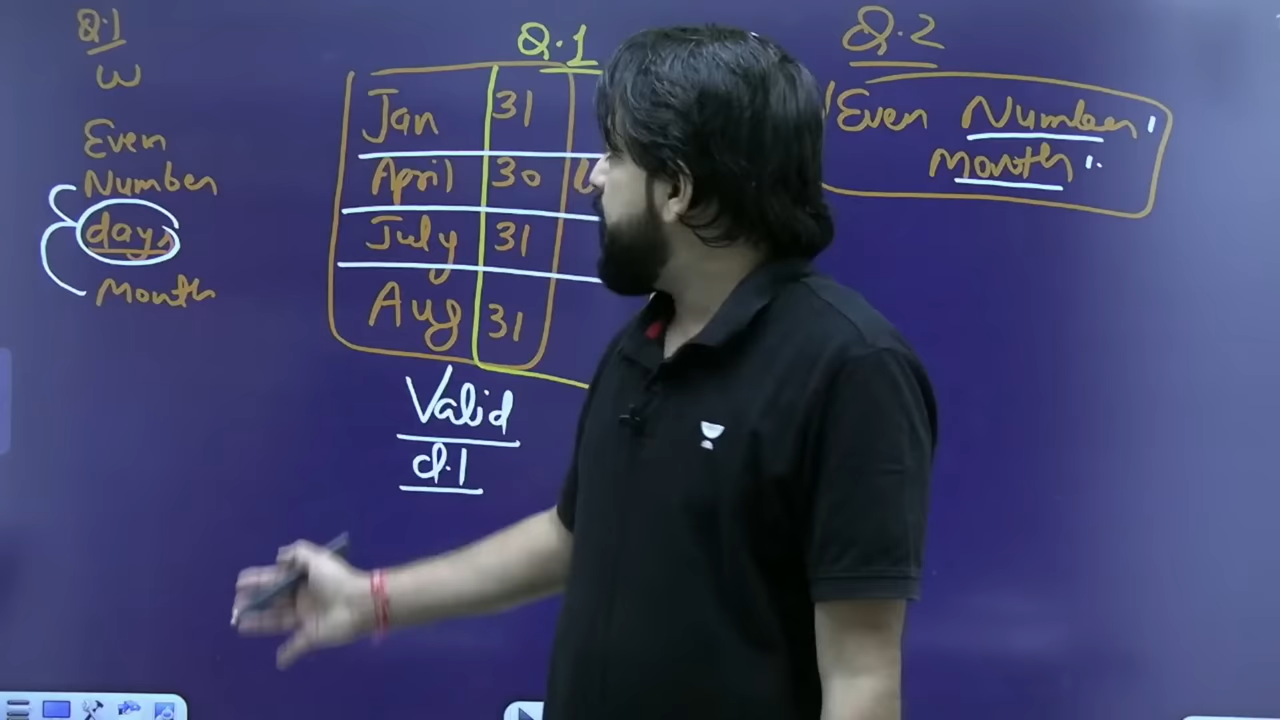 Q.1
W
Even
Number
days
Month
Q.1
Jan 31
April 30
July 31
Aug 31
Valid
d.1
Q.2
Even Number
Month